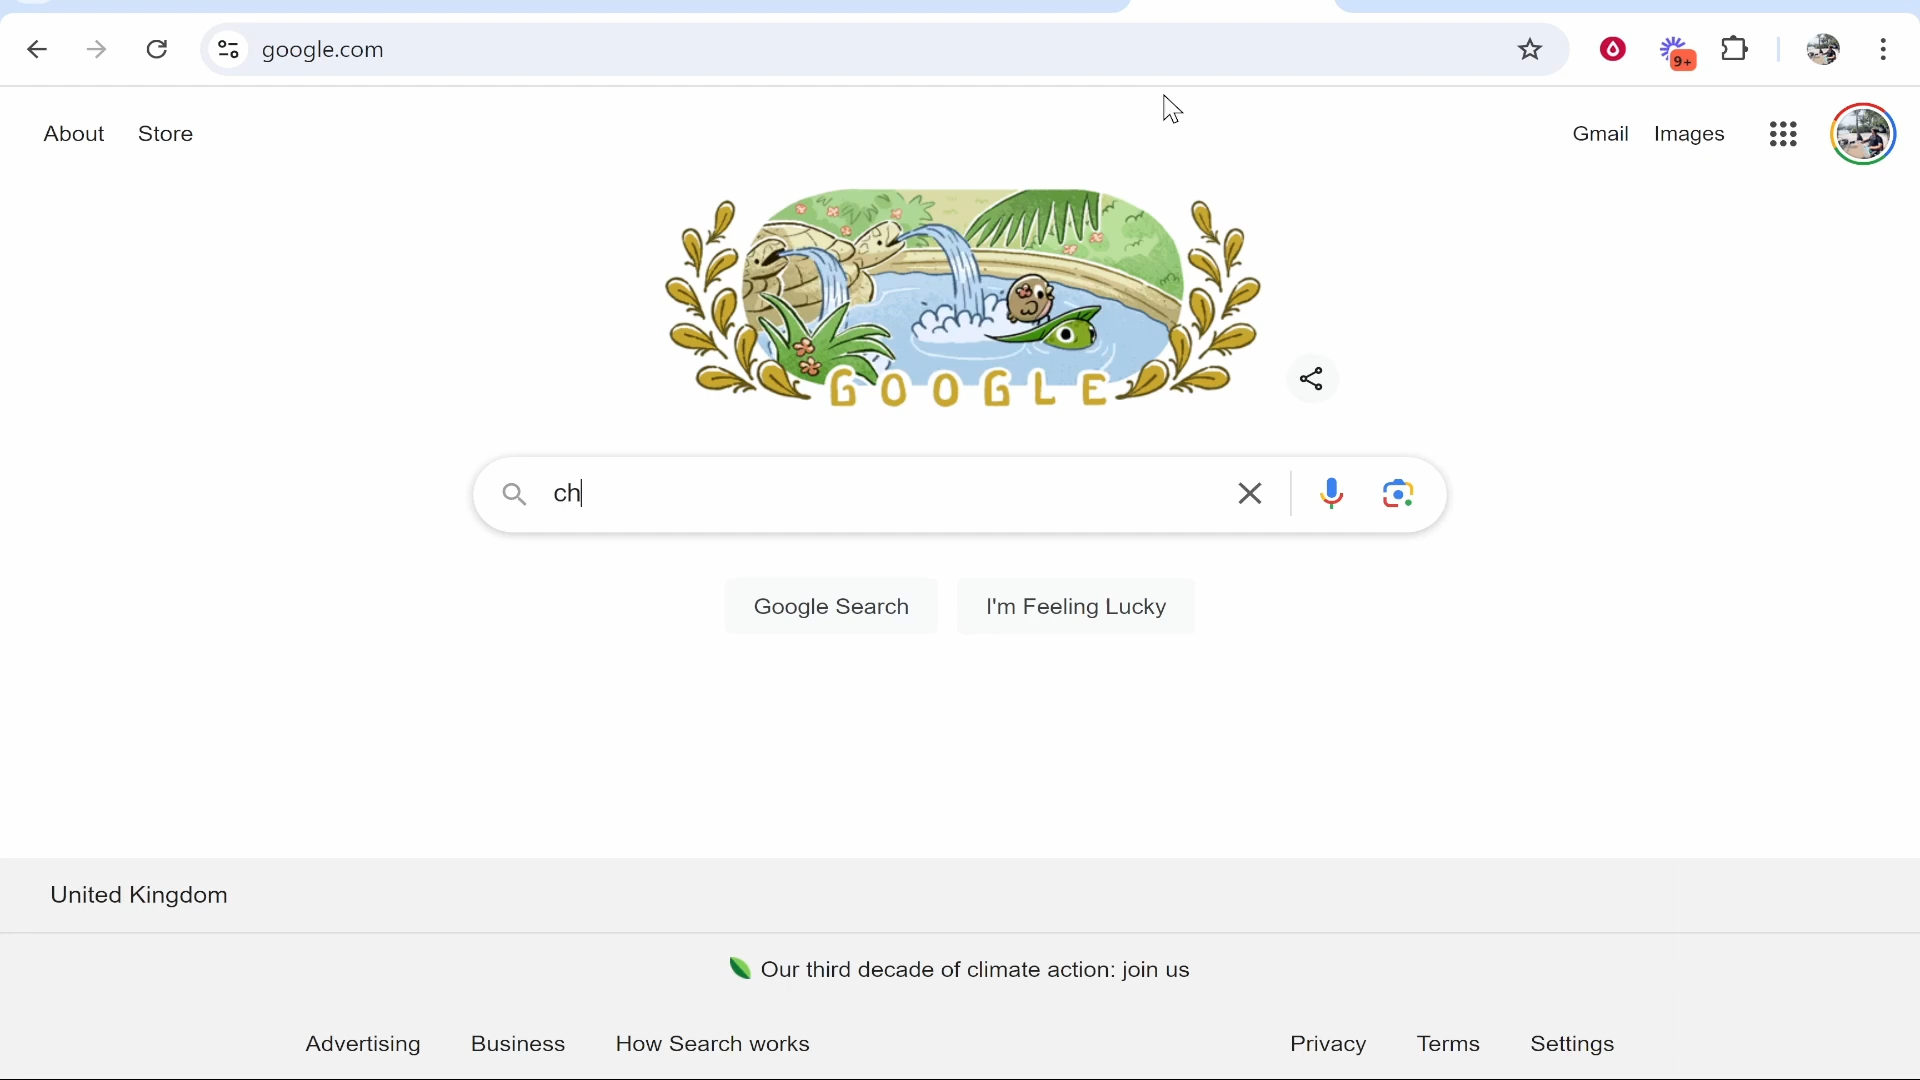 google.com
9+
About Store Gmail Images
GOOGLE
ch
Google Search I'm Feeling Lucky
United Kingdom
Our third decade of climate action: join us
Advertising Business How Search works Privacy Terms Settings